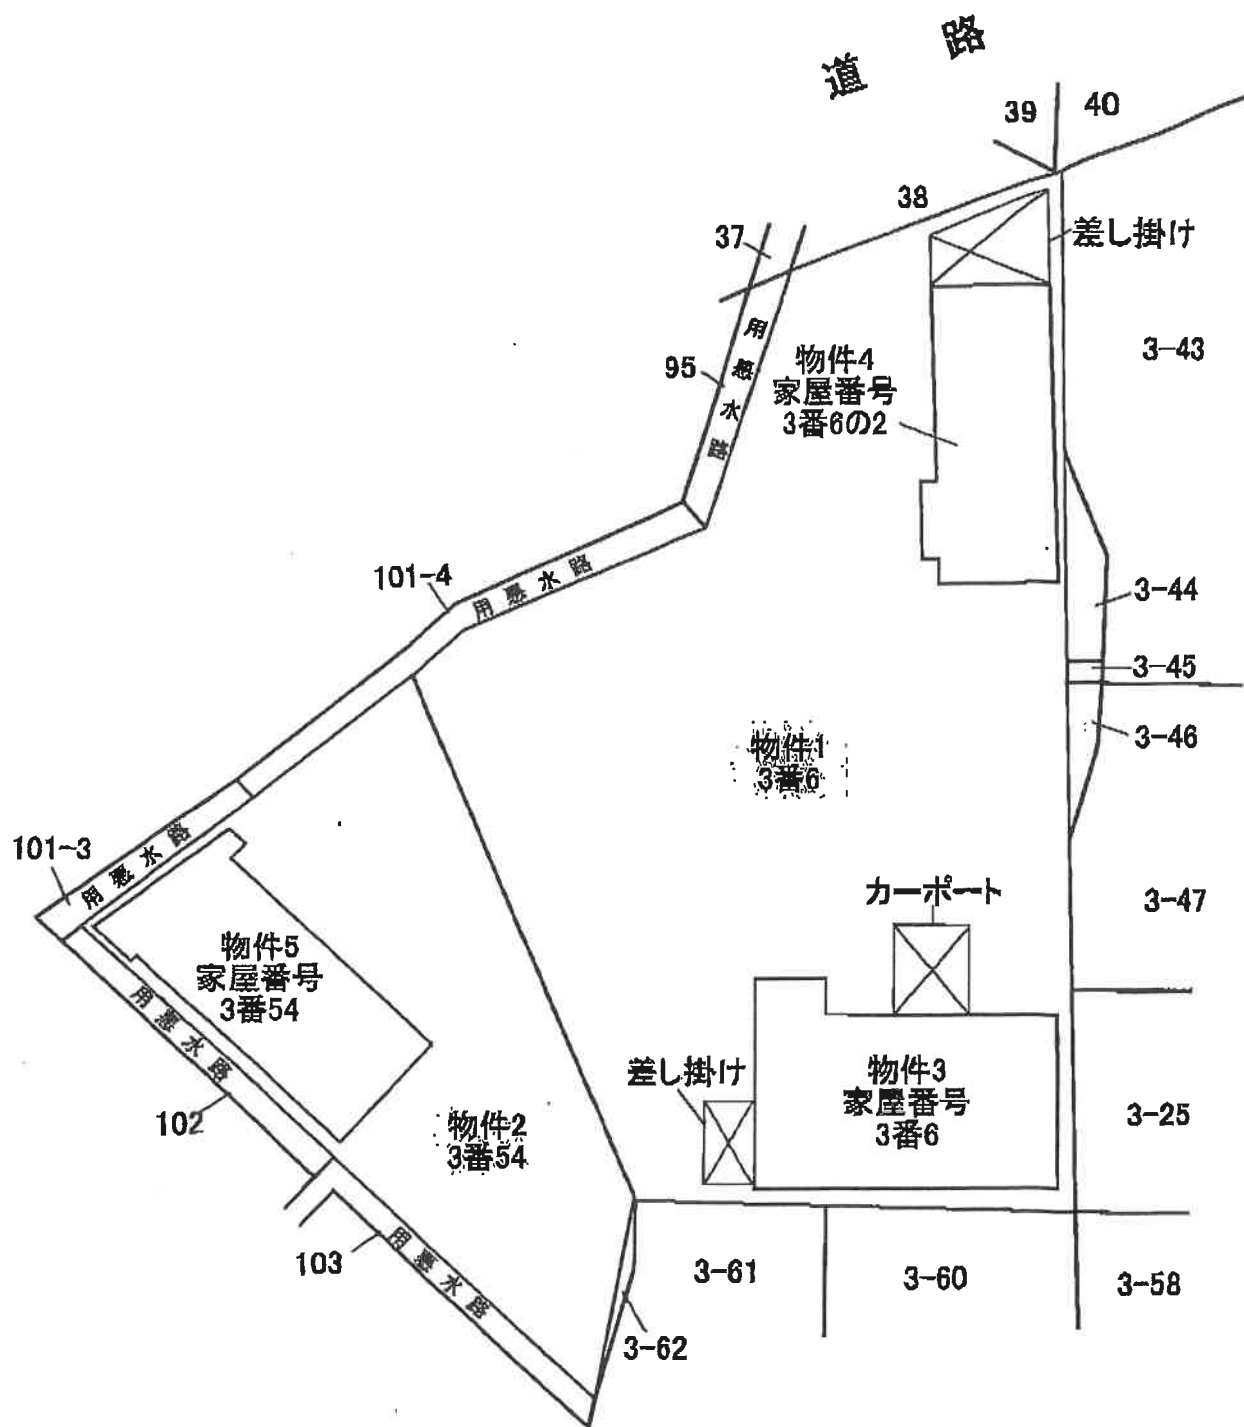 道 路
39
40
38
差し掛け
37
用悪水路
95
物件4
家屋番号
3番6の2
3-43
101-4
用悪水路
3-44
3-45
3-46
物件1
3番6
101-3
用悪水路
カーポート
3-47
物件5
家屋番号
3番54
用悪水路
差し掛け
物件3
家屋番号
3番6
3-25
102
物件2
3番54
103
用悪水路
3-61
3-60
3-58
3-62